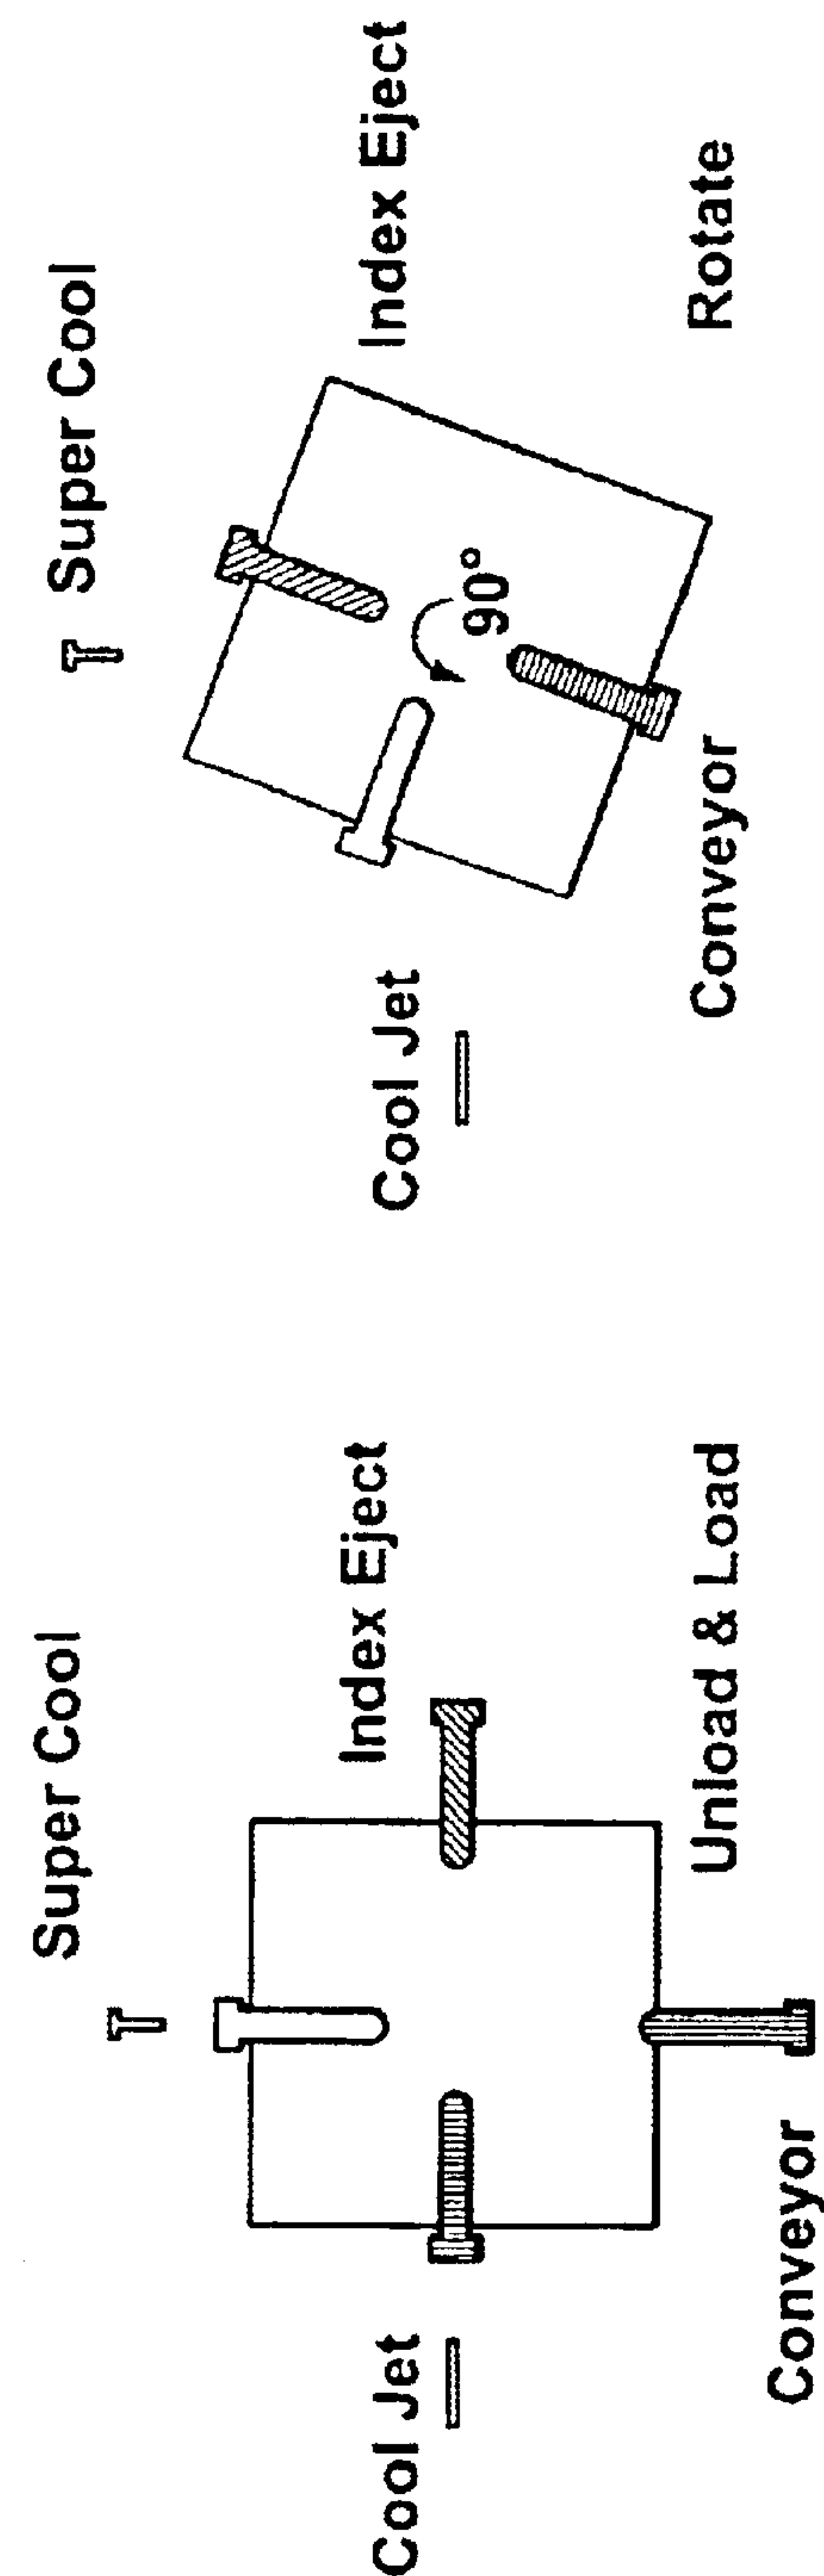 Super Cool
Index Eject
Cool Jet
Unload & Load
Conveyor
Super Cool
Index Eject
90°
Cool Jet
Rotate
Conveyor